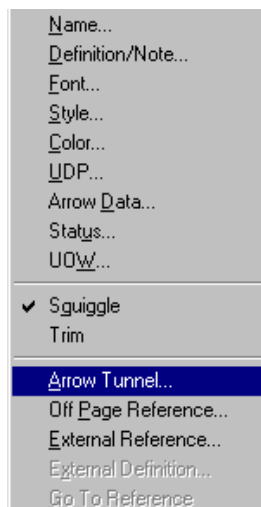 Name...
Definition/Note...
Font...
Style...
Color...
UDP...
Arrow Data...
Status...
UOW...
Squiggle
Trim
Arrow Tunnel...
Off Page Reference...
External Reference...
External Definition...
Go To Reference